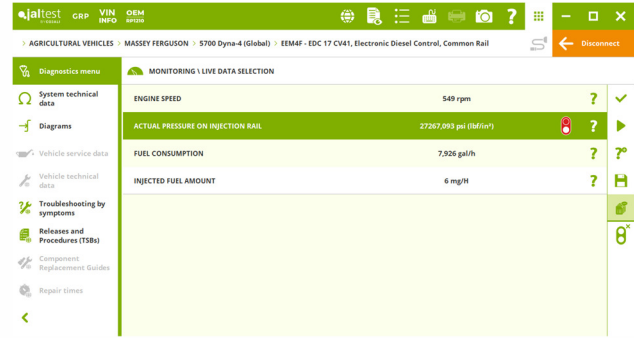 jaltest GRP VIN INFO OEM RP1210
> AGRICULTURAL VEHICLES > MASSEY FERGUSON > 5700 Dyna-4 (Global) > EEM4F - EDC 17 CV41, Electronic Diesel Control, Common Rail
Disconnect
Diagnostics menu
MONITORING \ LIVE DATA SELECTION
System technical
data
Diagrams
Vehicle service data
Vehicle technical
data
Troubleshooting by
symptoms
Releases and
Procedures (TSBs)
Component
Replacement Guides
Repair times
ENGINE SPEED 549 rpm ?
ACTUAL PRESSURE ON INJECTION RAIL 27267,093 psi (lbf/in²) ?
FUEL CONSUMPTION 7,926 gal/h ?
INJECTED FUEL AMOUNT 6 mg/H ?